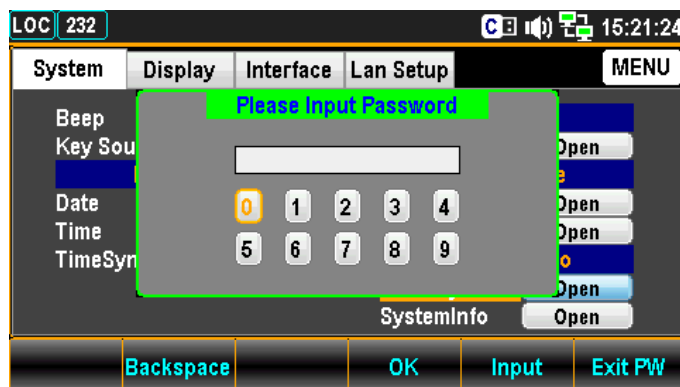 LOC 232 C 15:21:24
System Display Interface Lan Setup MENU
Please Input Password
Beep
Key Sou Open
Date Open
0 1 2 3 4
Time Open
5 6 7 8 9
TimeSyn
Open
SystemInfo Open
Backspace OK Input Exit PW